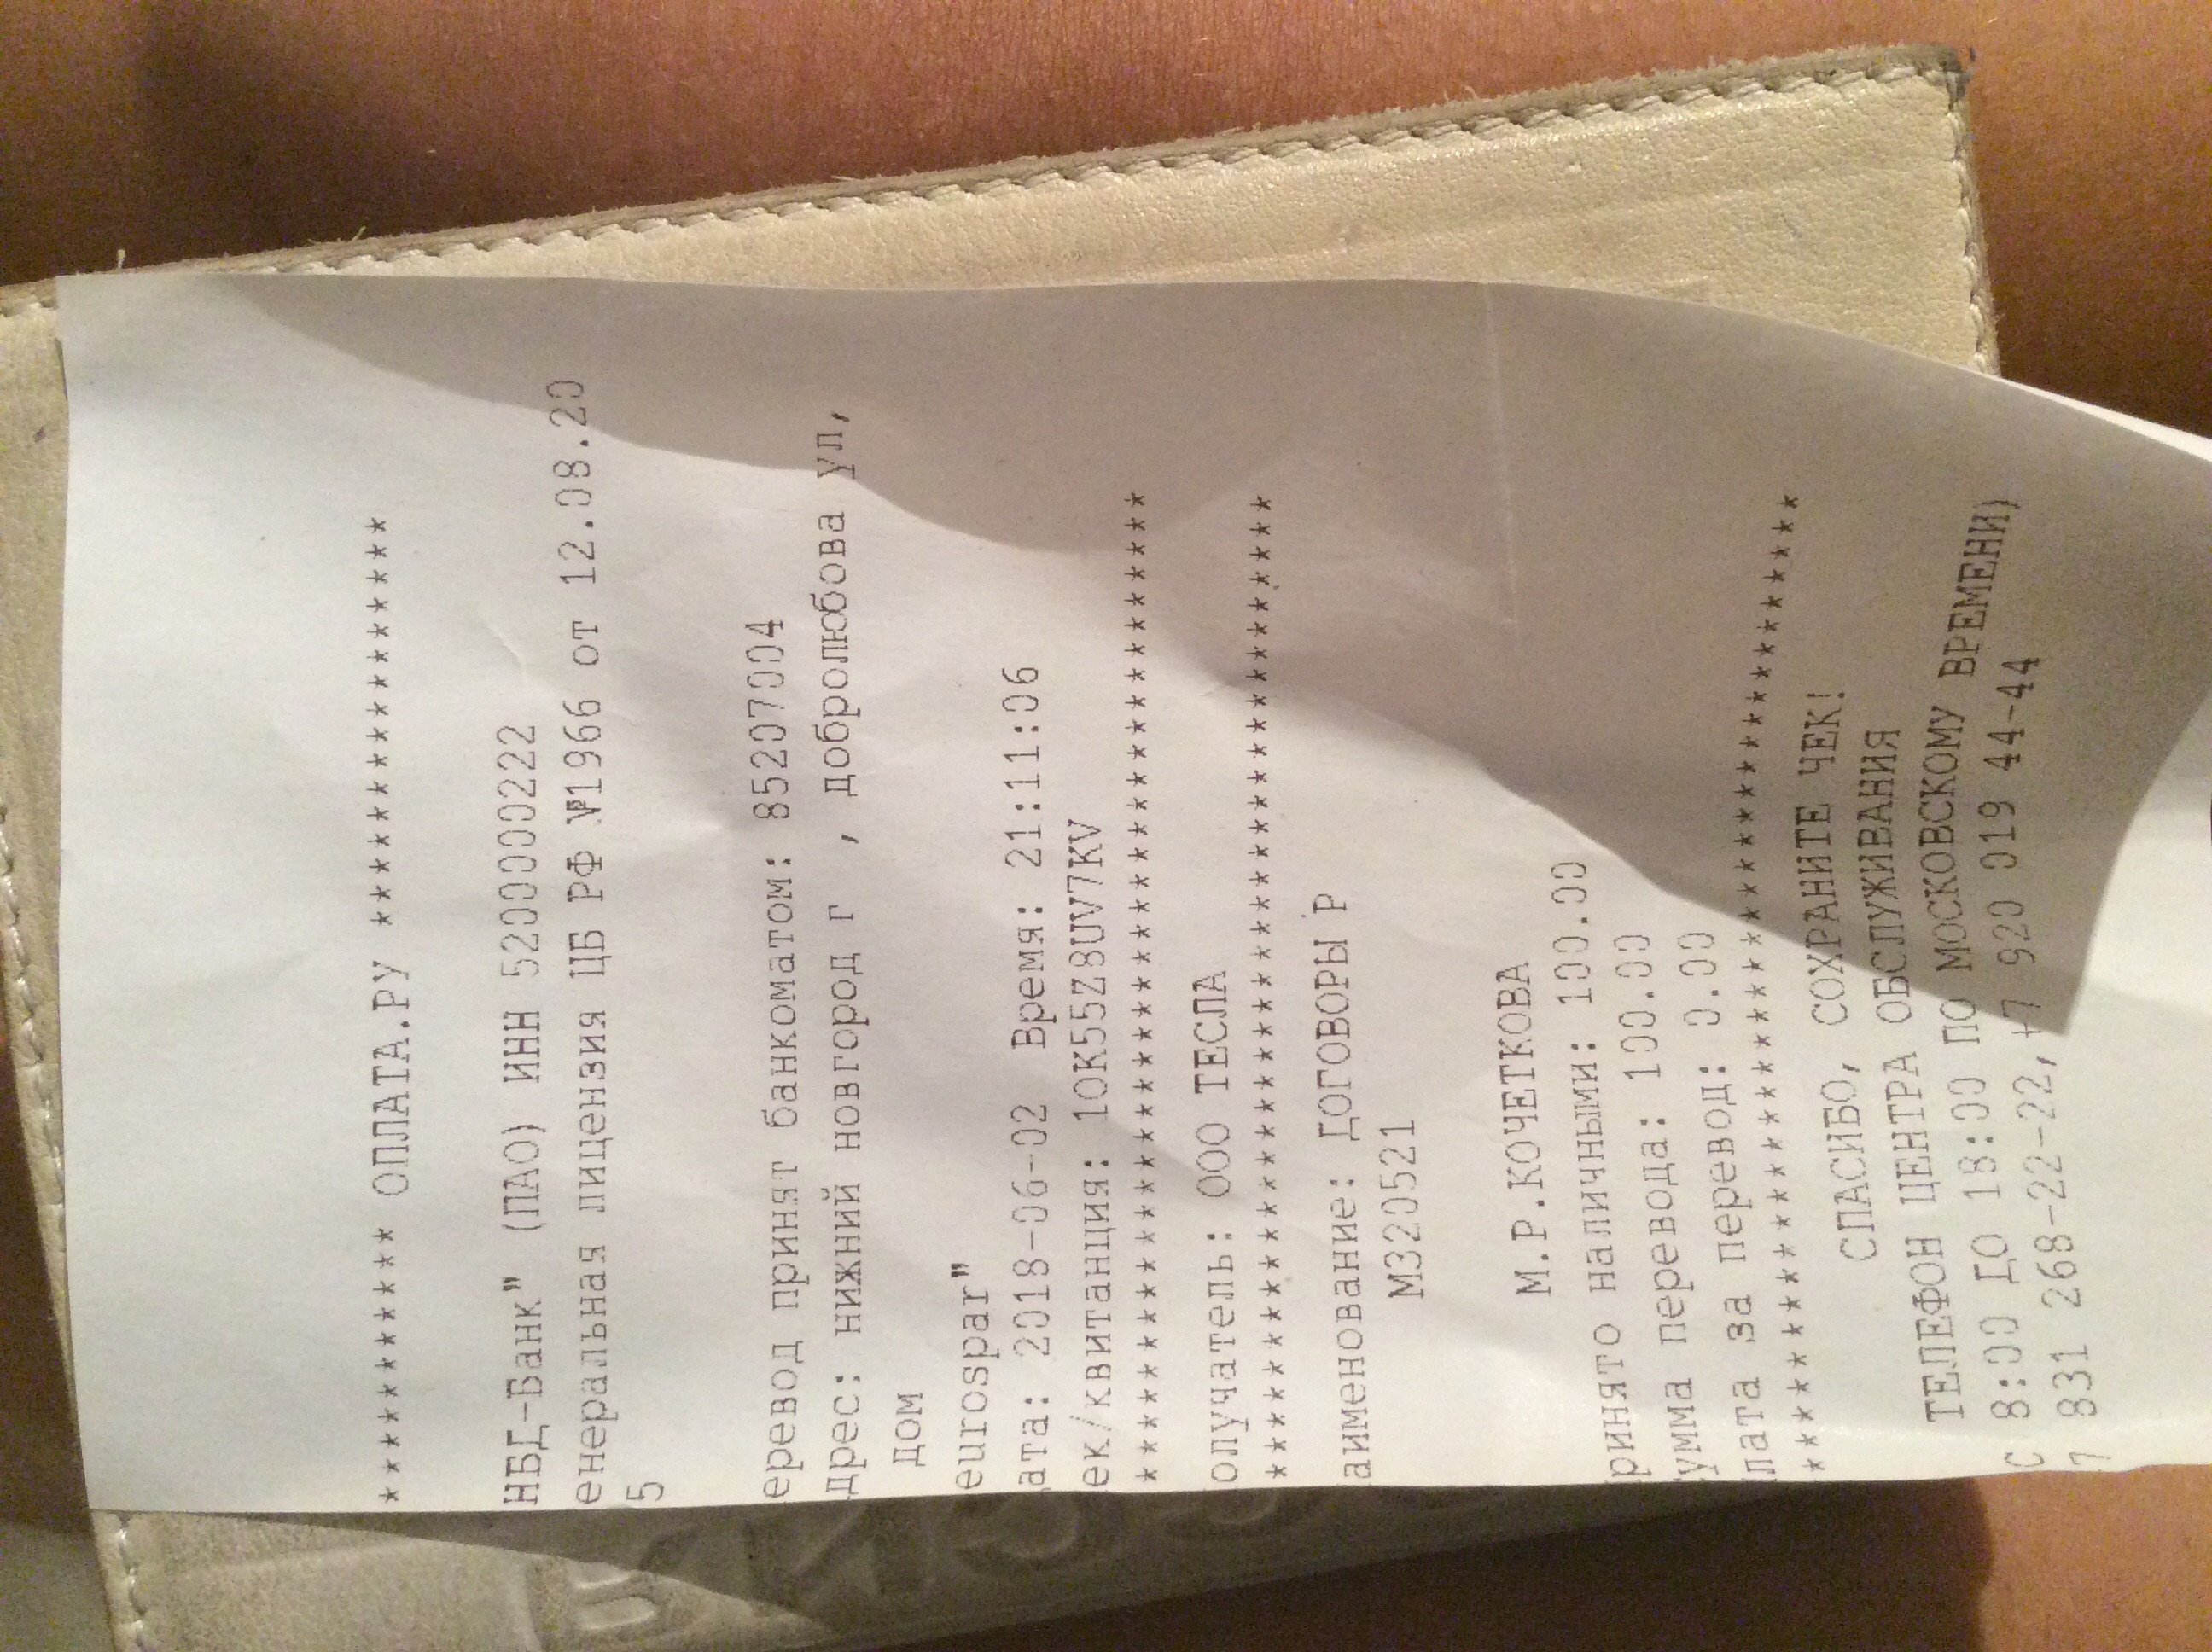 *********** ОПЛАТА.РУ ****************
НБД-Банк" (ПАО) ИНН 5200000222
енеральная лицензия ЦБ РФ №1966 от 12.08.20
5
еревод принят банкоматом: 85207004
дрес: нижний новгород г , добролюбова ул,
дом
eurospar"
ата: 2018-06-02 Время: 21:11:06
ек/квитанция: 1OK55Z8UV7KV
**************************************
олучатель: ООО ТЕСЛА
**************************************
аименование: ДОГОВОРЫ Р
М320521
М.Р.КОЧЕТКОВА
ринято наличными: 100.00
умма перевода: 100.00
лата за перевод: 0.00
**************************************
СПАСИБО, СОХРАНИТЕ ЧЕК!
ТЕЛЕФОН ЦЕНТРА ОБСЛУЖИВАНИЯ
С 8:00 ДО 18:00 ПО МОСКОВСКОМУ ВРЕМЕНИ)
7 831 268-22-22, +7 920 019 44-44